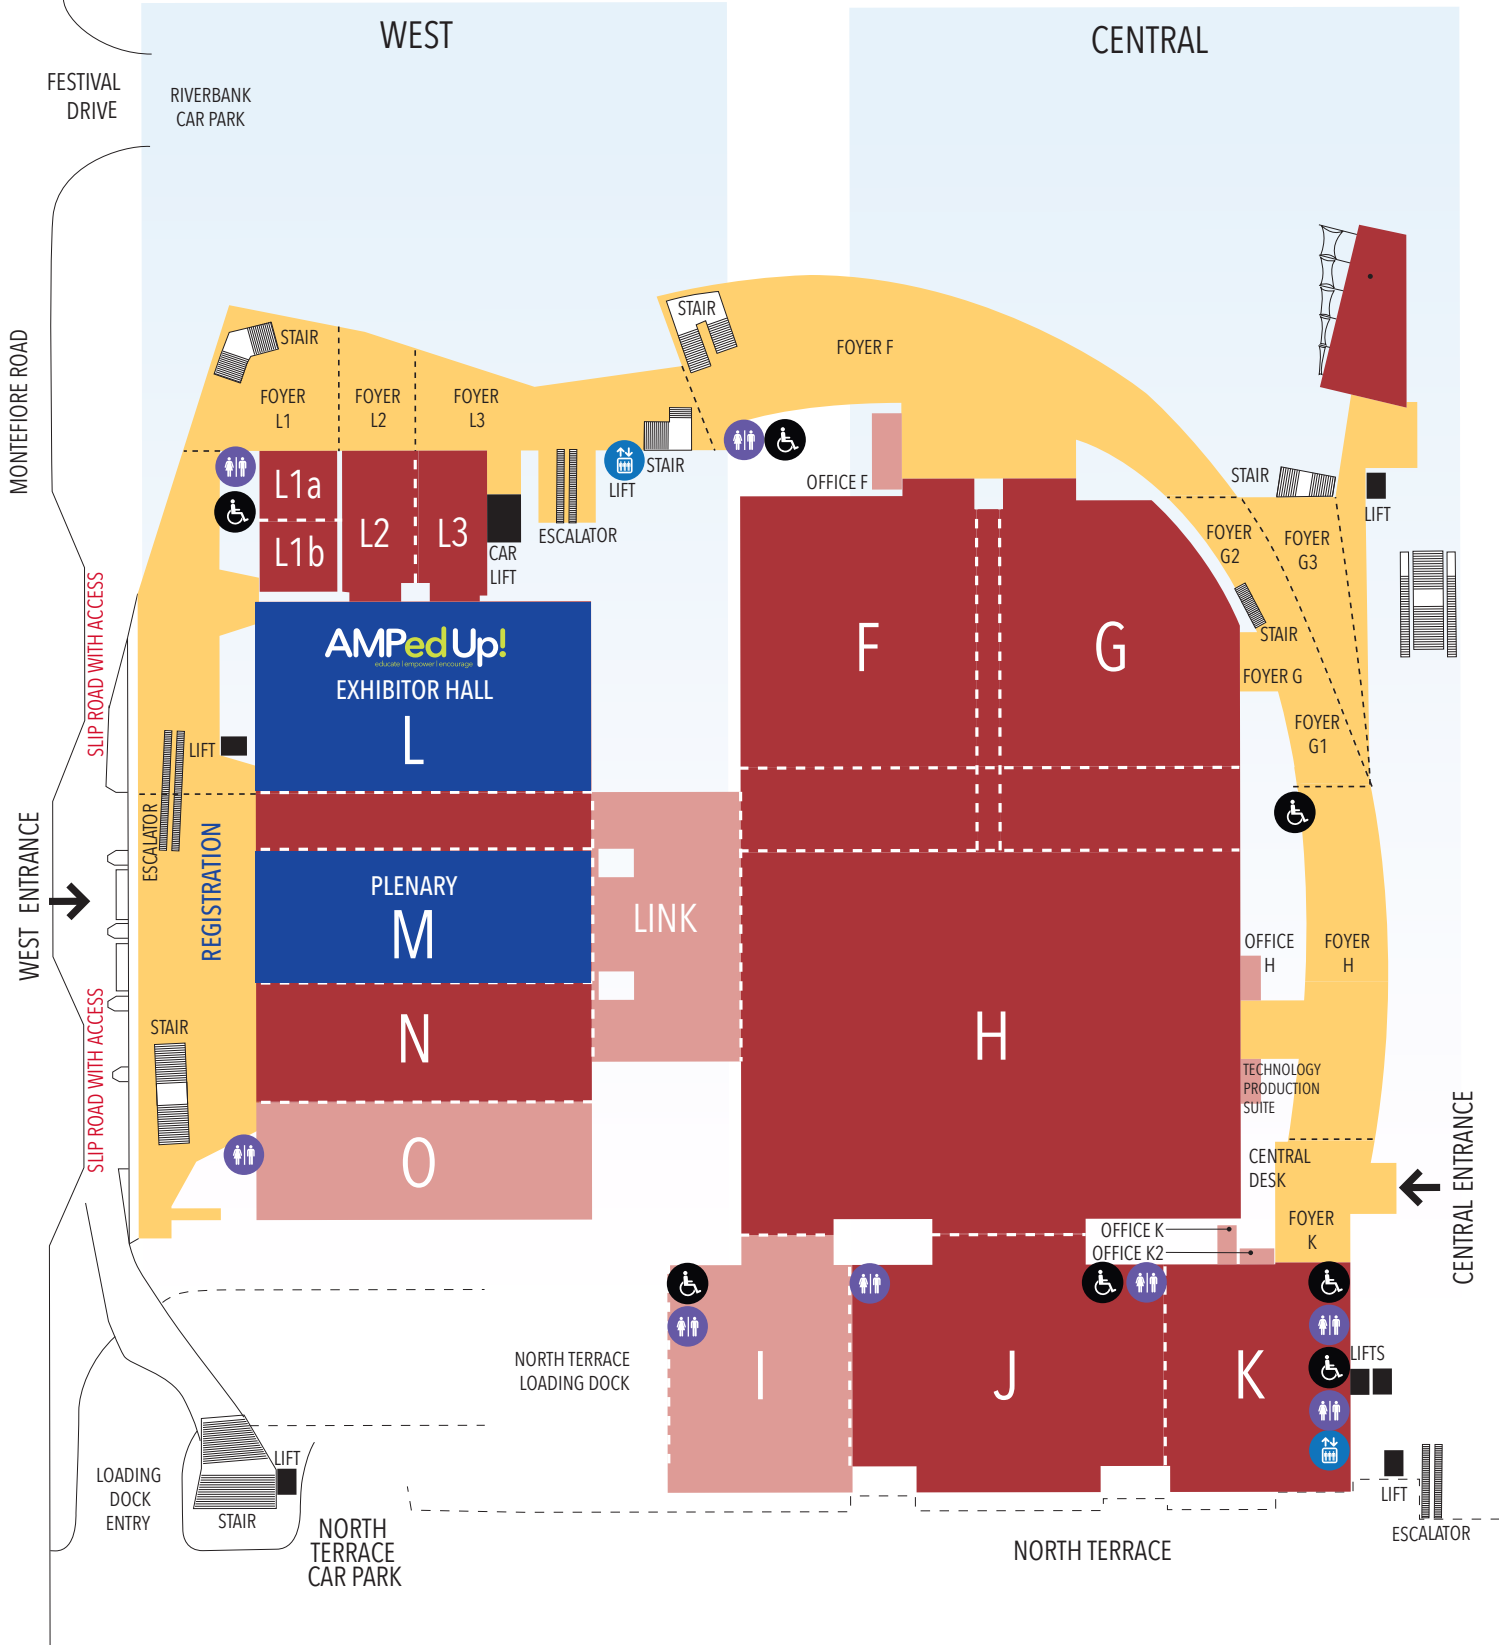 WEST
CENTRAL
FESTIVAL
DRIVE
RIVERBANK
CAR PARK
MONTEFIORE ROAD
STAIR
STAIR
FOYER F
FOYER
L1
FOYER
L2
FOYER
L3
STAIR
LIFT
ESCALATOR
OFFICE F
L1a
L1b
L2
L3
CAR
LIFT
STAIR
LIFT
FOYER
G2
FOYER
G3
STAIR
FOYER G
FOYER
G1
SLIP ROAD WITH ACCESS
AMPed Up!
educate | empower | encourage
EXHIBITOR HALL
L
F
G
LIFT
ESCALATOR
REGISTRATION
WEST ENTRANCE
PLENARY
M
LINK
OFFICE
H
FOYER
H
SLIP ROAD WITH ACCESS
STAIR
N
H
TECHNOLOGY
PRODUCTION
SUITE
O
CENTRAL
DESK
CENTRAL ENTRANCE
OFFICE K
OFFICE K2
FOYER
K
NORTH TERRACE
LOADING DOCK
I
J
K
LIFTS
LOADING
DOCK
ENTRY
LIFT
STAIR
NORTH
TERRACE
CAR PARK
NORTH TERRACE
LIFT
ESCALATOR